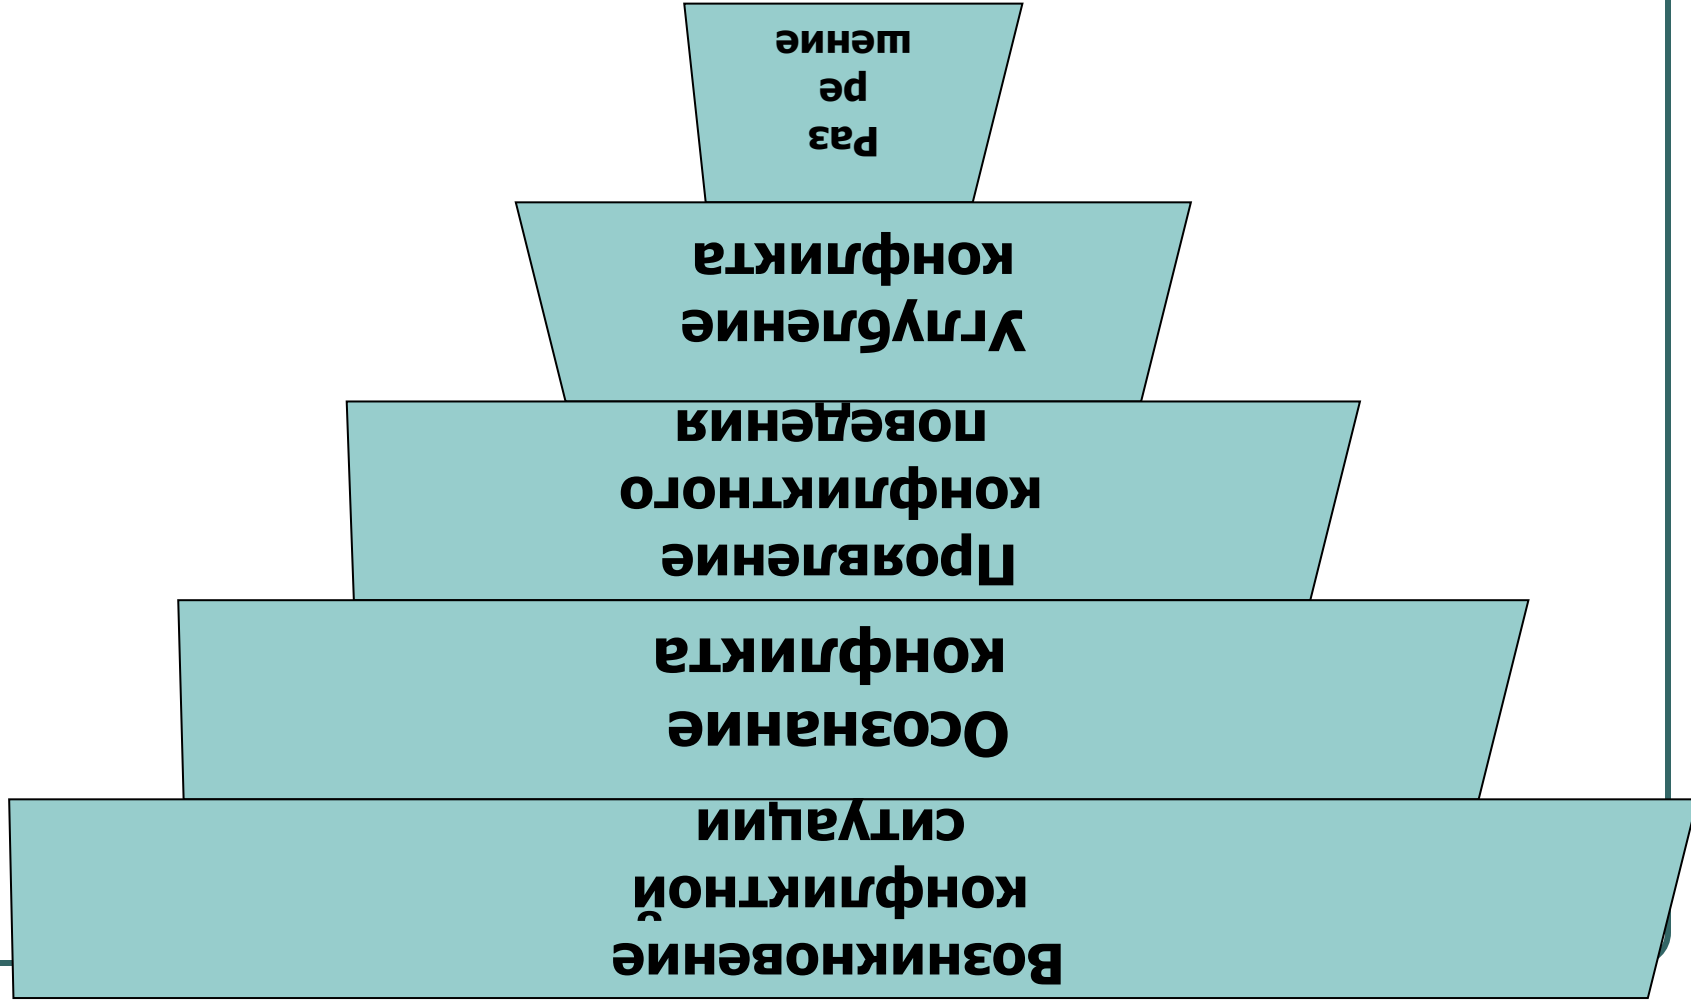 Возникновение
конфликтной
ситуации
Осознание
конфликта
Проявление
конфликтного
поведения
Углубление
конфликта
Раз
ре
шение